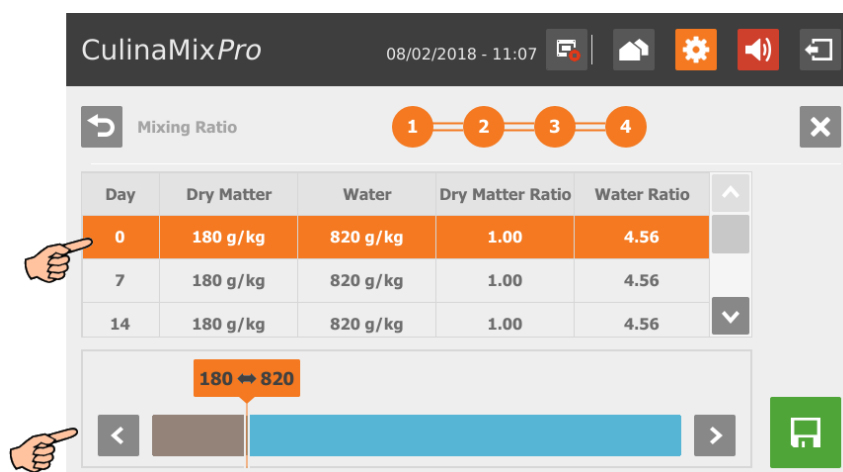 CulinaMixPro 08/02/2018 - 11:07
Mixing Ratio 1 2 3 4
Day Dry Matter Water Dry Matter Ratio Water Ratio
0 180 g/kg 820 g/kg 1.00 4.56
7 180 g/kg 820 g/kg 1.00 4.56
14 180 g/kg 820 g/kg 1.00 4.56
180 ⬌ 820